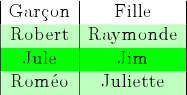 Garçon Fille
Robert Raymonde
Jule Jim
Roméo Juliette